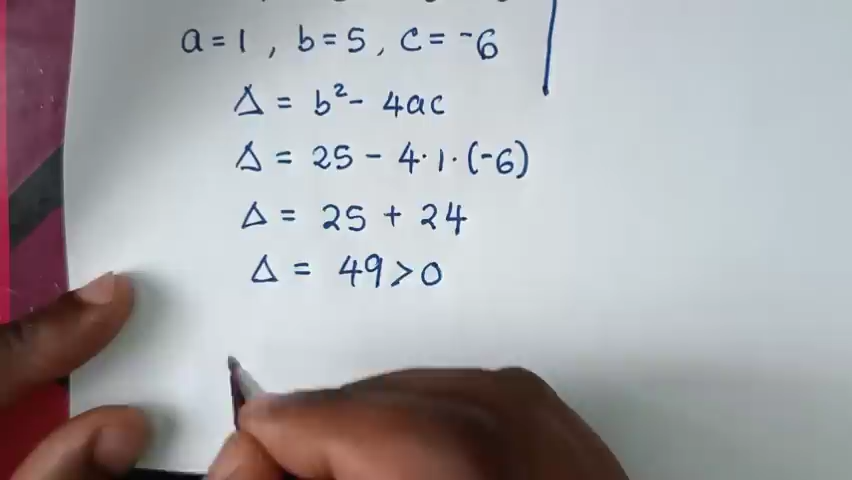 a = 1 , b = 5 , c = -6
Δ = b² - 4ac
Δ = 25 - 4·1·(-6)
Δ = 25 + 24
Δ = 49 > 0